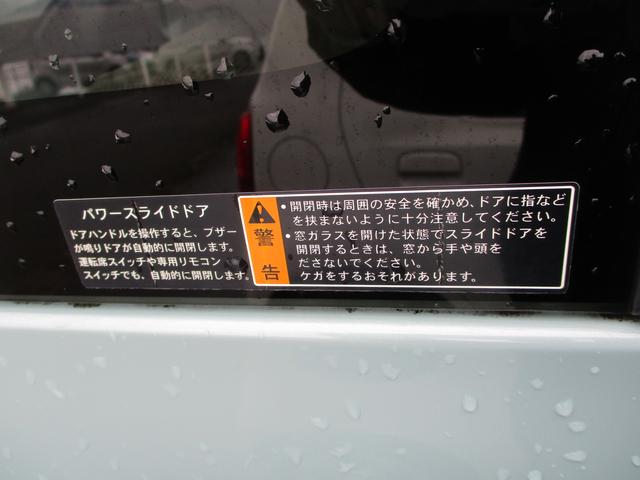 パワースライドドア
ドアハンドルを操作すると、ブザー
が鳴りドアが自動的に開閉します。
運転席スイッチや専用リモコン
スイッチでも、自動的に開閉します。
警告
・開閉時は周囲の安全を確かめ、ドアに指など
を挟まないように十分注意してください。
・窓ガラスを開けた状態でスライドドアを
開閉するときは、窓から手や頭を
ださないでください。
ケガをするおそれがあります。